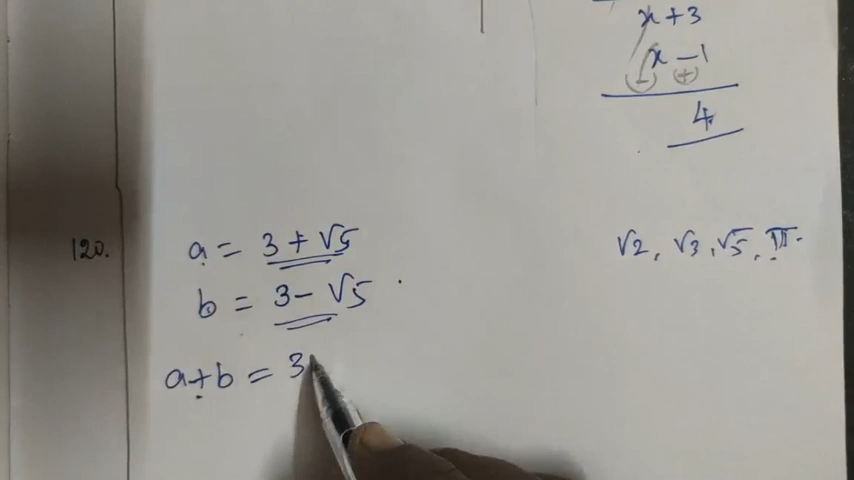 x + 3
x - 1
(-) (+)
4
120. a = 3 + √5
√2, √3, √5, π.
b = 3 - √5
a + b = 3